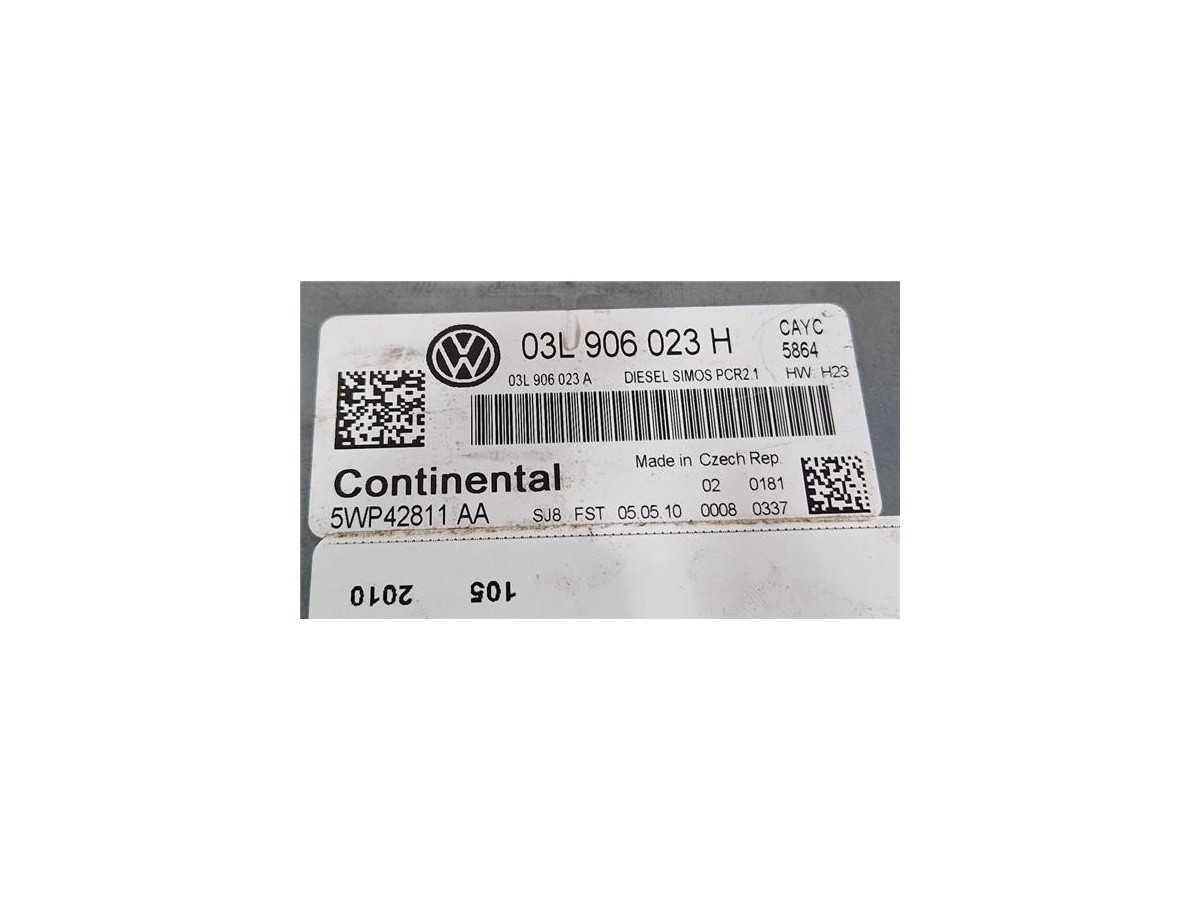 03L 906 023 H
CAYC
5864
03L 906 023 A DIESEL SIMOS PCR2.1 HW: H23
Made in Czech Rep.
Continental
02 0181
5WP42811 AA SJ8 FST 05.05.10 0008 0337
105
2010